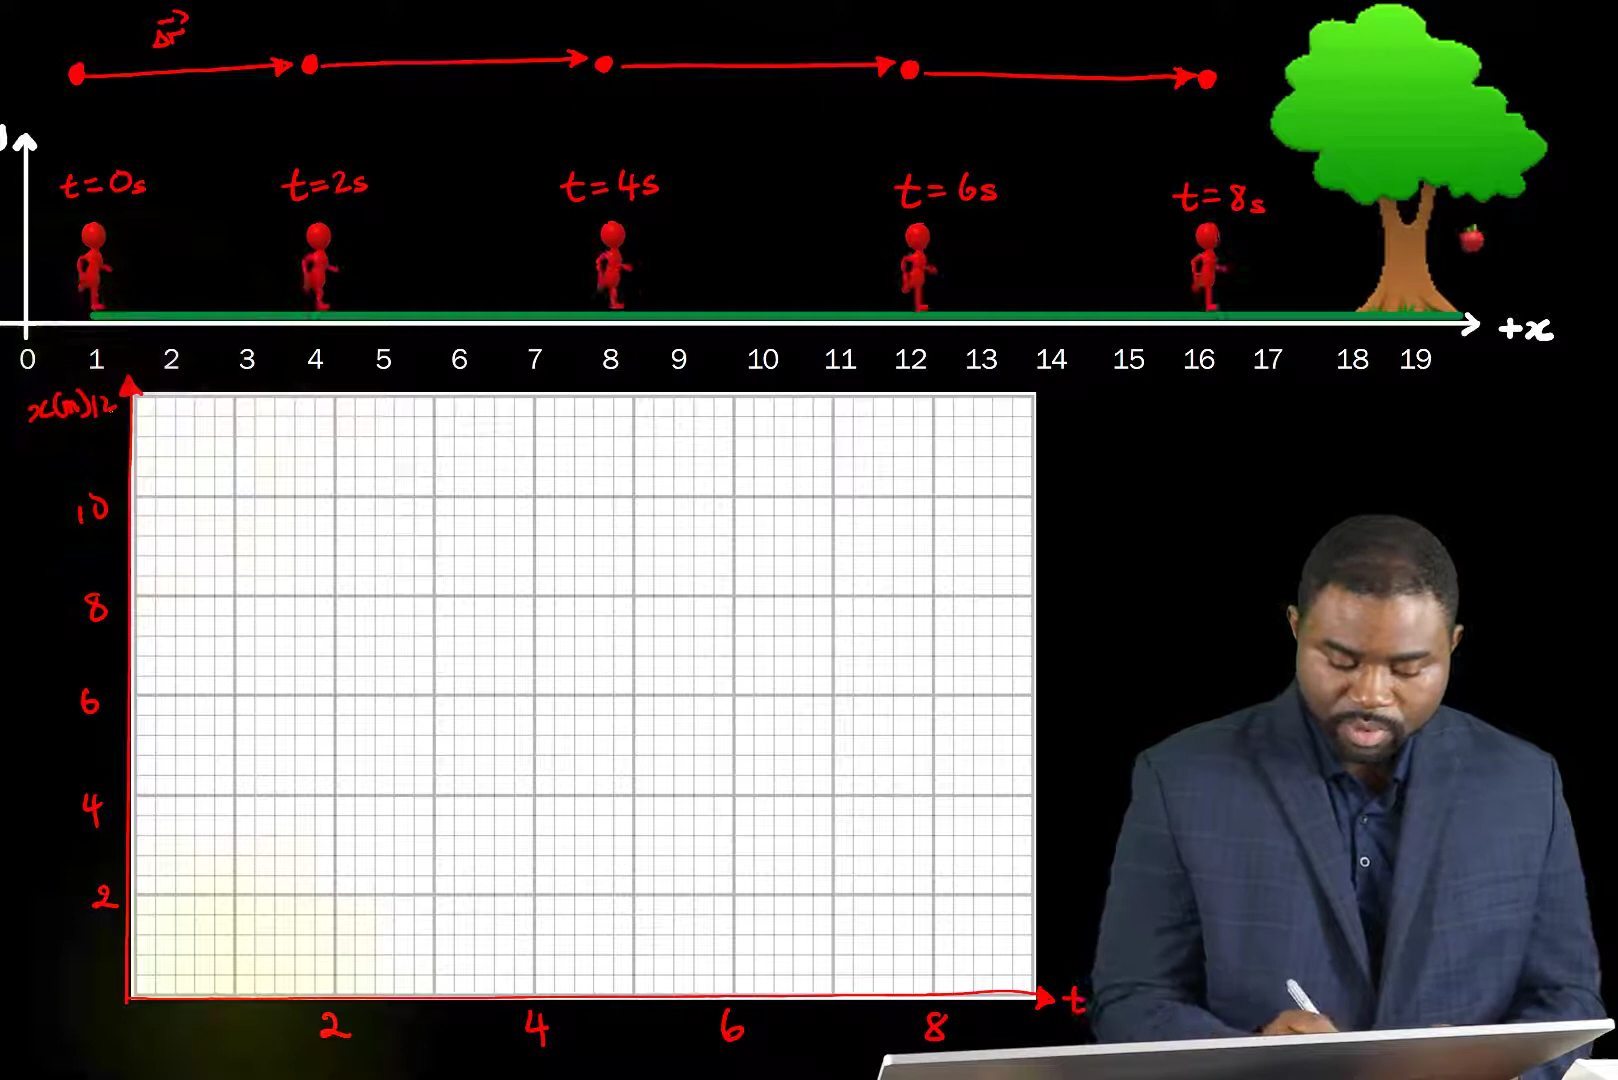 Δr
y
t=0s t=2s t=4s t=6s t=8s
+x
0 1 2 3 4 5 6 7 8 9 10 11 12 13 14 15 16 17 18 19
x(m) 12
10
8
6
4
2
t
2 4 6 8